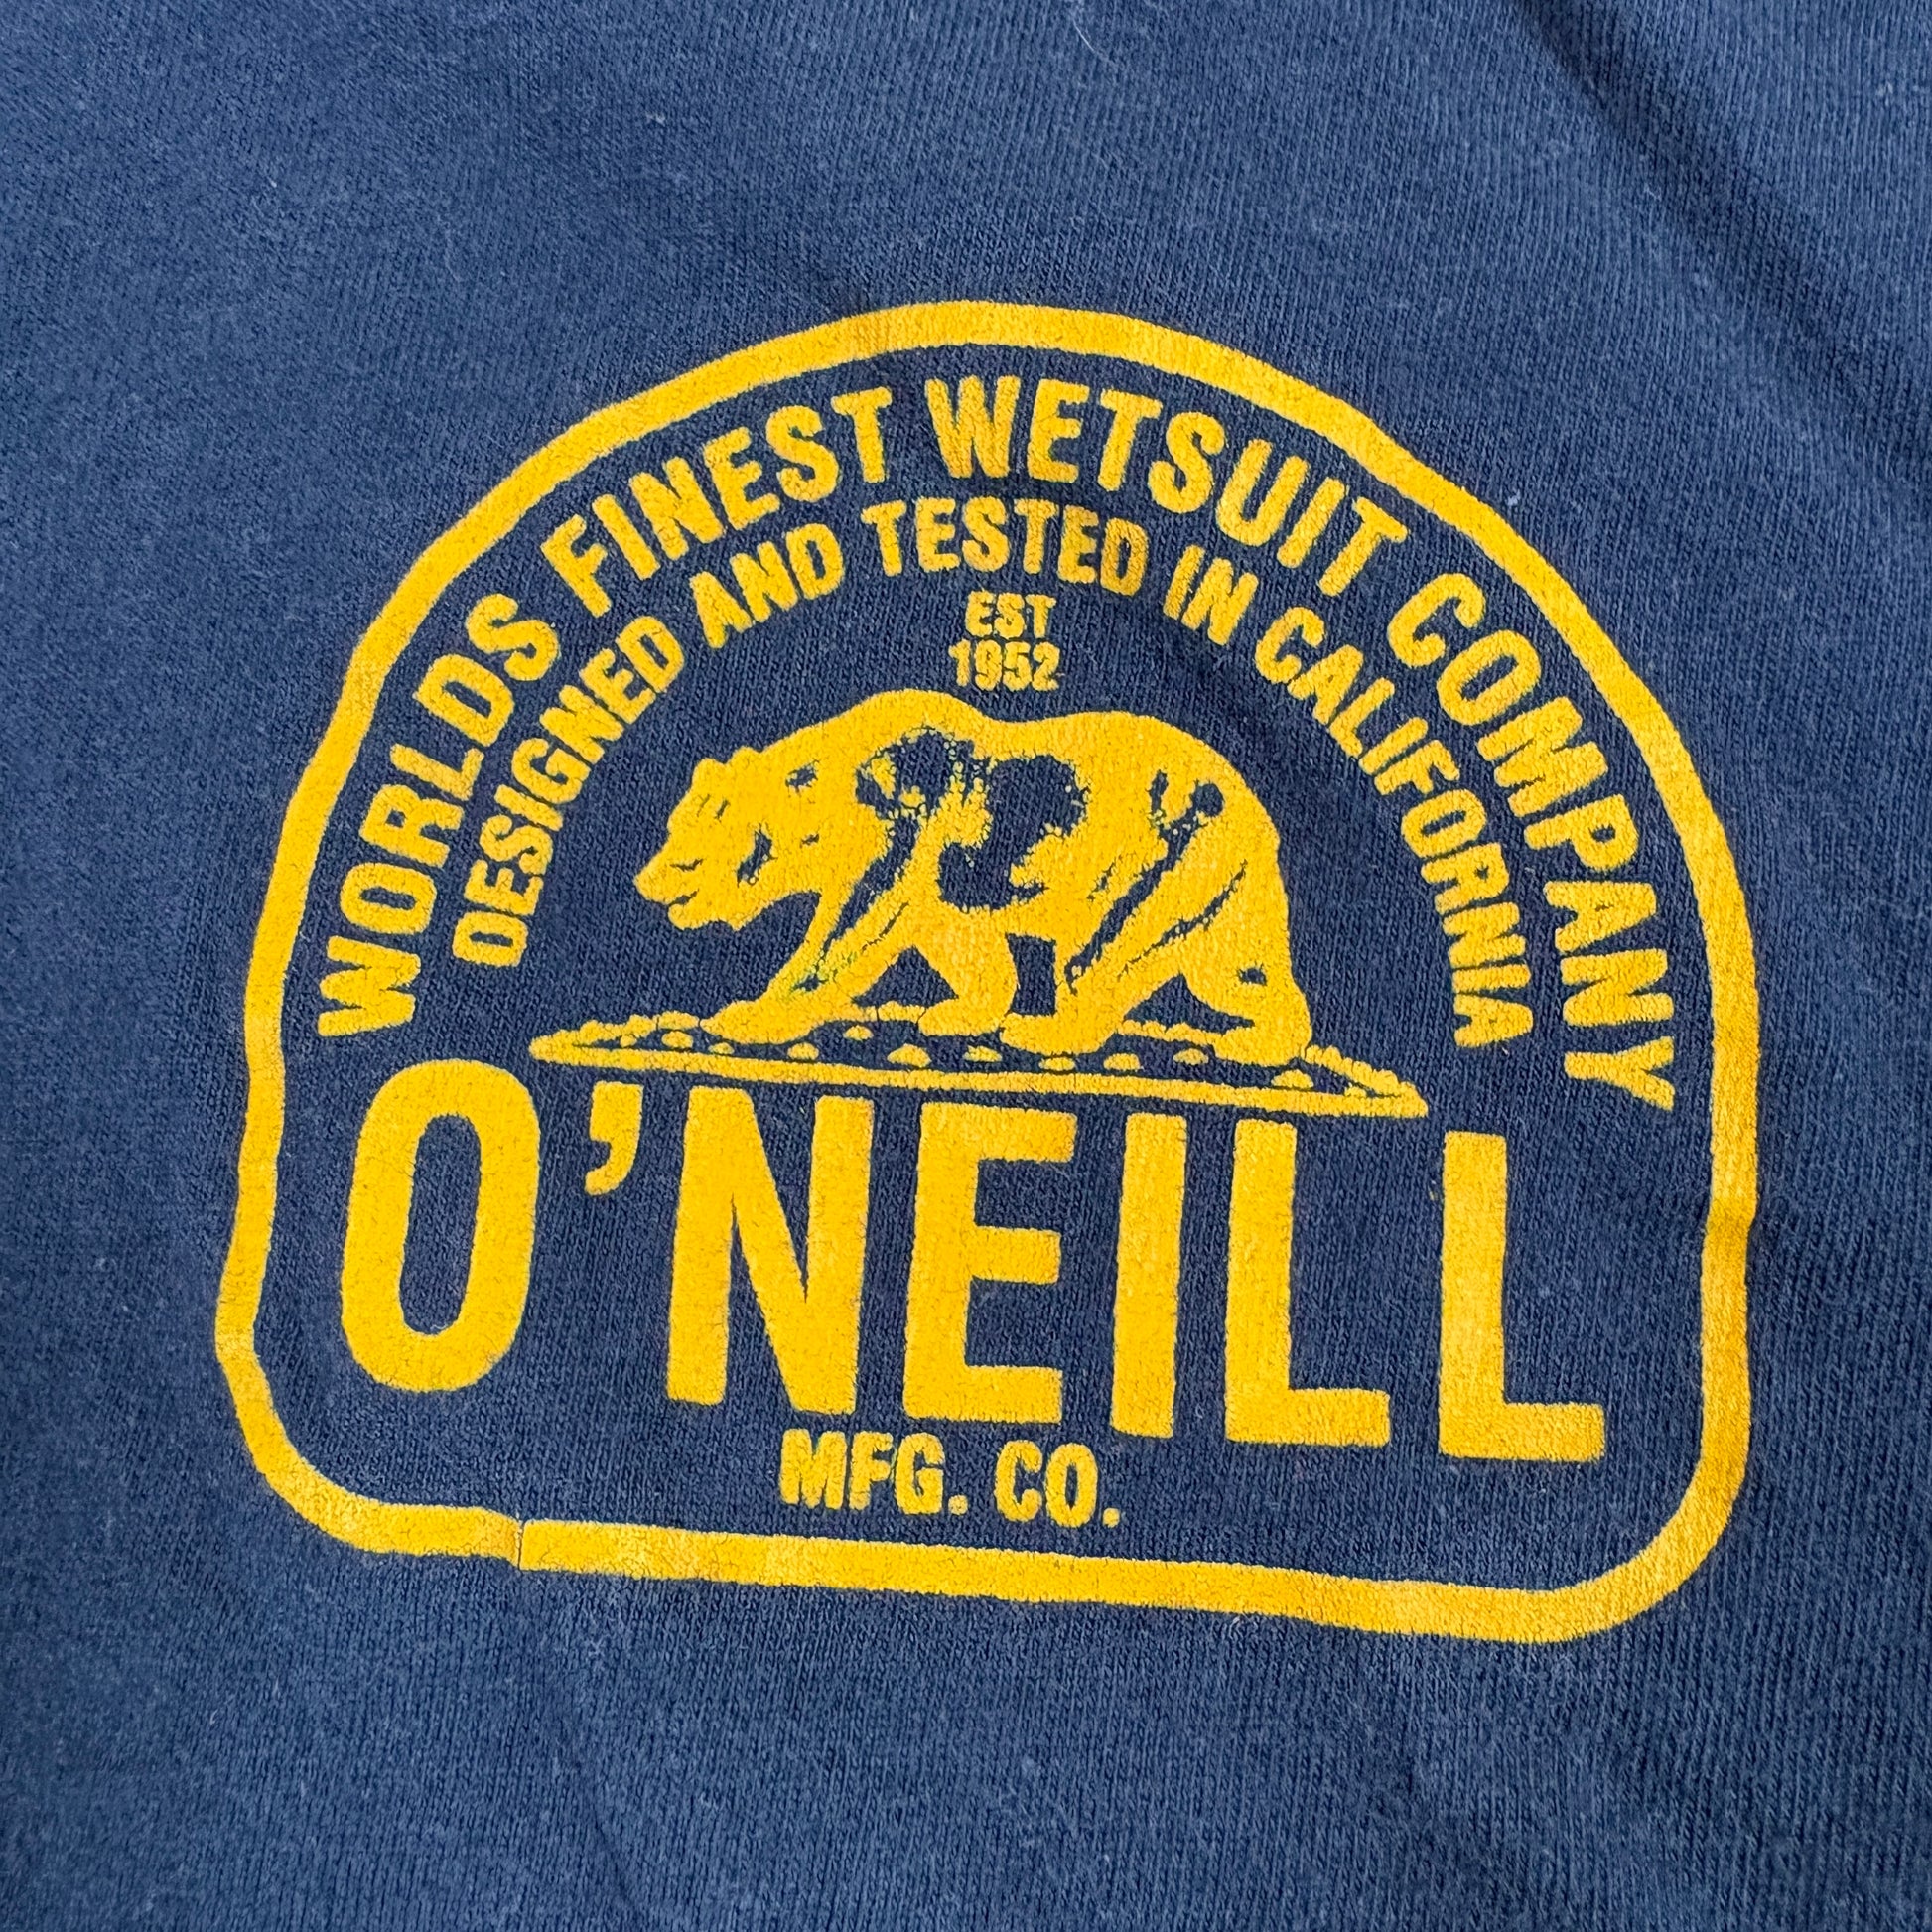 WORLDS FINEST WETSUIT COMPANY
DESIGNED AND TESTED IN CALIFORNIA
EST
1952
O'NEILL
MFG. CO.